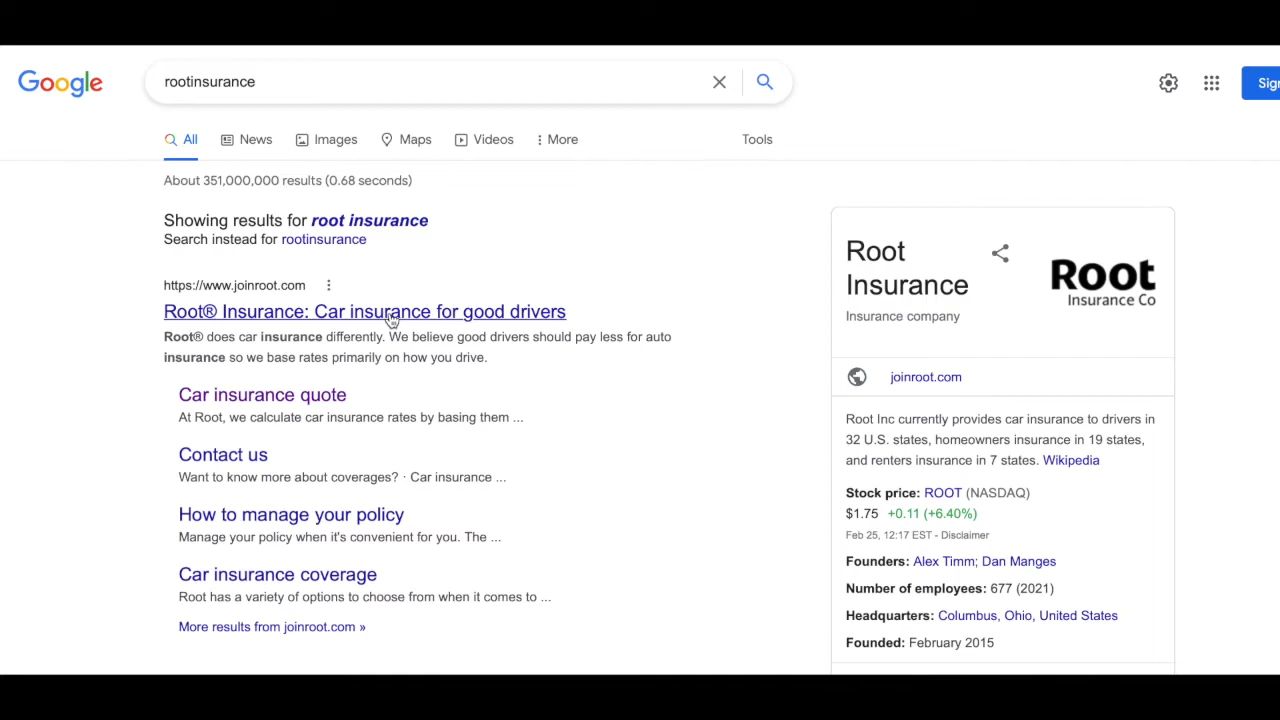 Google
rootinsurance
Sign
All
News
Images
Maps
Videos
More
Tools
About 351,000,000 results (0.68 seconds)
Showing results for root insurance
Search instead for rootinsurance
https://www.joinroot.com
Root® Insurance: Car insurance for good drivers
Root® does car insurance differently. We believe good drivers should pay less for auto
insurance so we base rates primarily on how you drive.
Car insurance quote
At Root, we calculate car insurance rates by basing them ...
Contact us
Want to know more about coverages? · Car insurance ...
How to manage your policy
Manage your policy when it's convenient for you. The ...
Car insurance coverage
Root has a variety of options to choose from when it comes to ...
More results from joinroot.com »
Root
Insurance
Insurance company
Root
Insurance Co
joinroot.com
Root Inc currently provides car insurance to drivers in
32 U.S. states, homeowners insurance in 19 states,
and renters insurance in 7 states. Wikipedia
Stock price: ROOT (NASDAQ)
$1.75 +0.11 (+6.40%)
Feb 25, 12:17 EST - Disclaimer
Founders: Alex Timm; Dan Manges
Number of employees: 677 (2021)
Headquarters: Columbus, Ohio, United States
Founded: February 2015